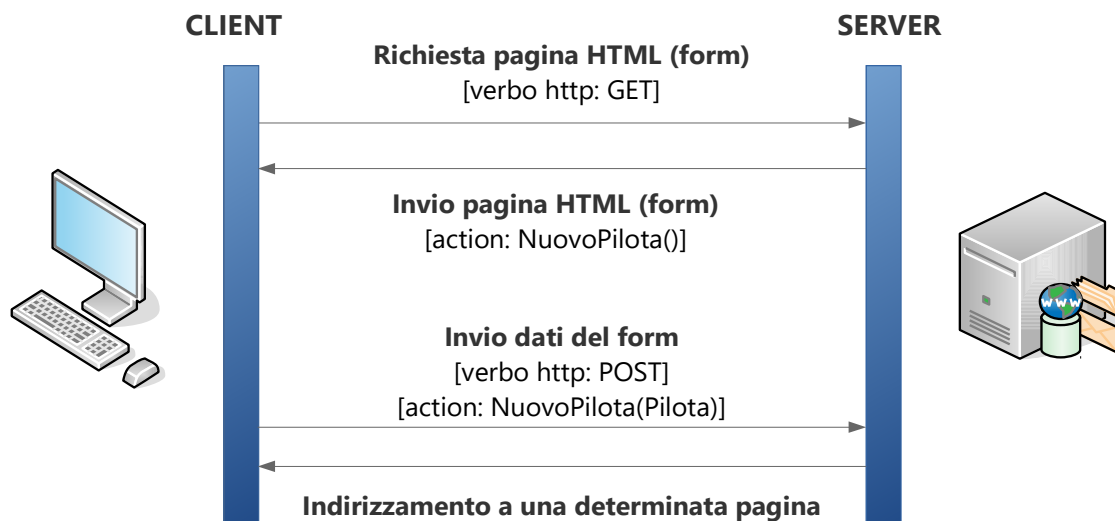 CLIENT
SERVER
Richiesta pagina HTML (form)
[verbo http: GET]
Invio pagina HTML (form)
[action: NuovoPilota()]
WWW
Invio dati del form
[verbo http: POST]
[action: NuovoPilota(Pilota)]
Indirizzamento a una determinata pagina